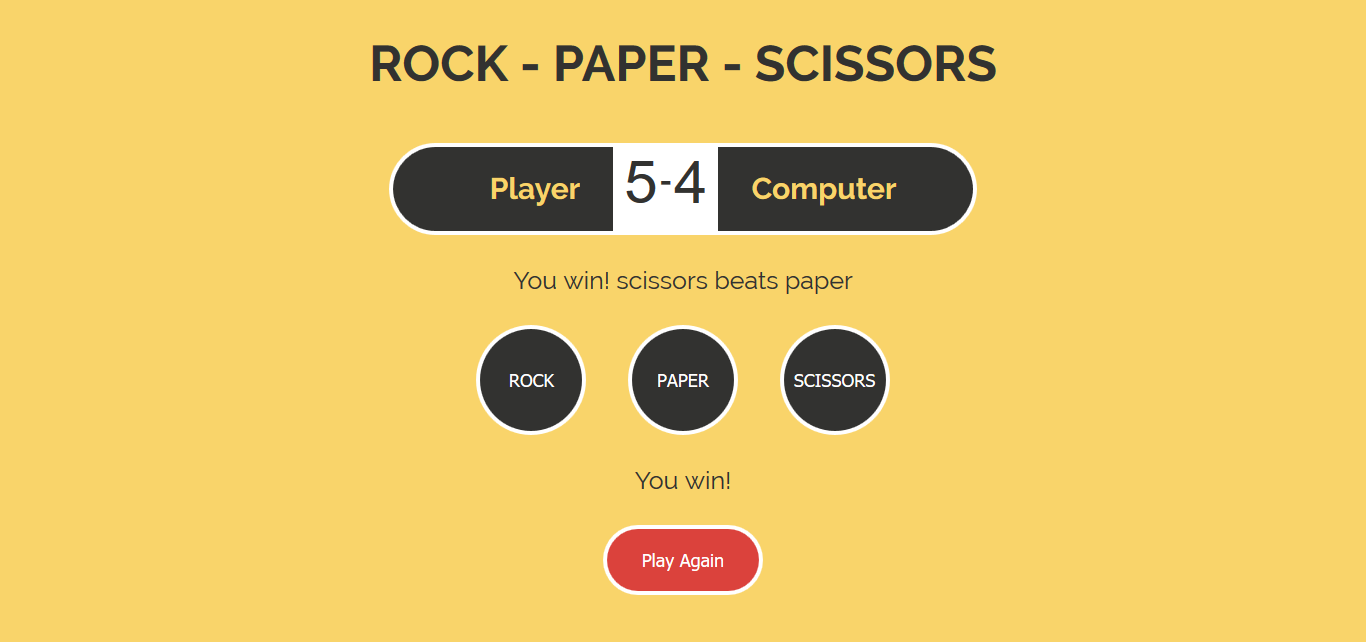 ROCK - PAPER - SCISSORS
Player 5-4 Computer
You win! scissors beats paper
ROCK PAPER SCISSORS
You win!
Play Again